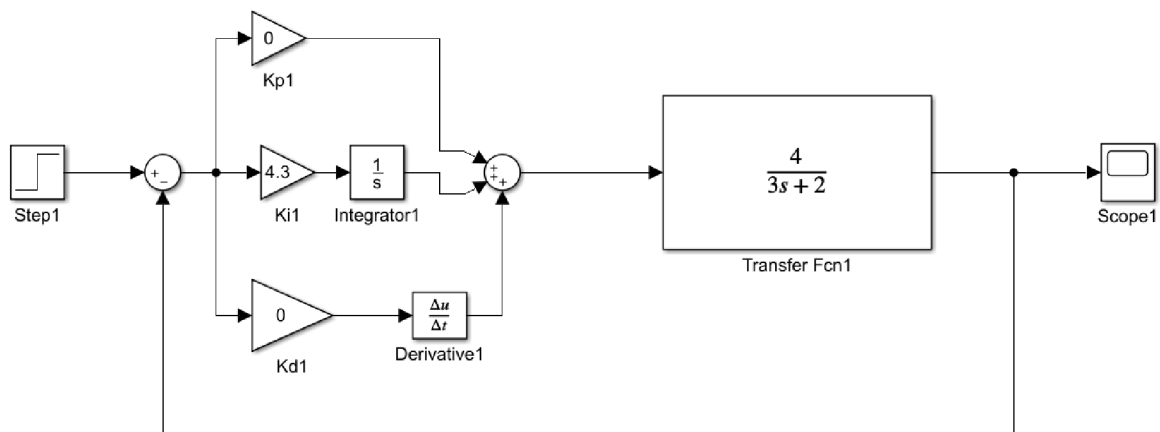 0
Kp1
+
−
4.3
1
s
+
+
+
4
3s + 2
Step1
Ki1
Integrator1
Scope1
Transfer Fcn1
0
Δu
Δt
Derivative1
Kd1